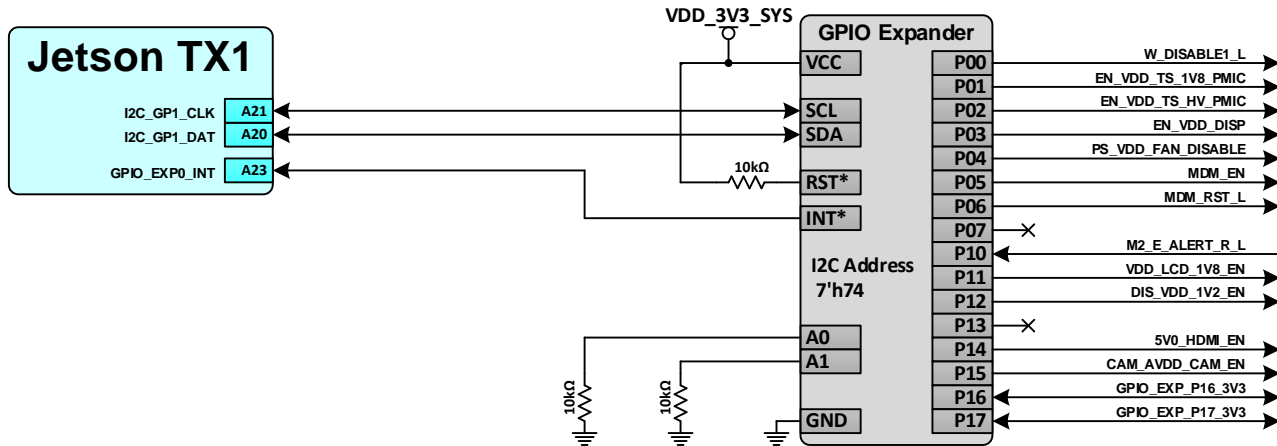 VDD_3V3_SYS
Jetson TX1
I2C_GP1_CLK A21
I2C_GP1_DAT A20
GPIO_EXP0_INT A23
GPIO Expander
VCC
SCL
SDA
10kΩ
RST*
INT*
I2C Address
7'h74
A0
A1
10kΩ
10kΩ
GND
P00 W_DISABLE1_L
P01 EN_VDD_TS_1V8_PMIC
P02 EN_VDD_TS_HV_PMIC
P03 EN_VDD_DISP
P04 PS_VDD_FAN_DISABLE
P05 MDM_EN
P06 MDM_RST_L
P07
P10 M2_E_ALERT_R_L
P11 VDD_LCD_1V8_EN
P12 DIS_VDD_1V2_EN
P13
P14 5V0_HDMI_EN
P15 CAM_AVDD_CAM_EN
P16 GPIO_EXP_P16_3V3
P17 GPIO_EXP_P17_3V3